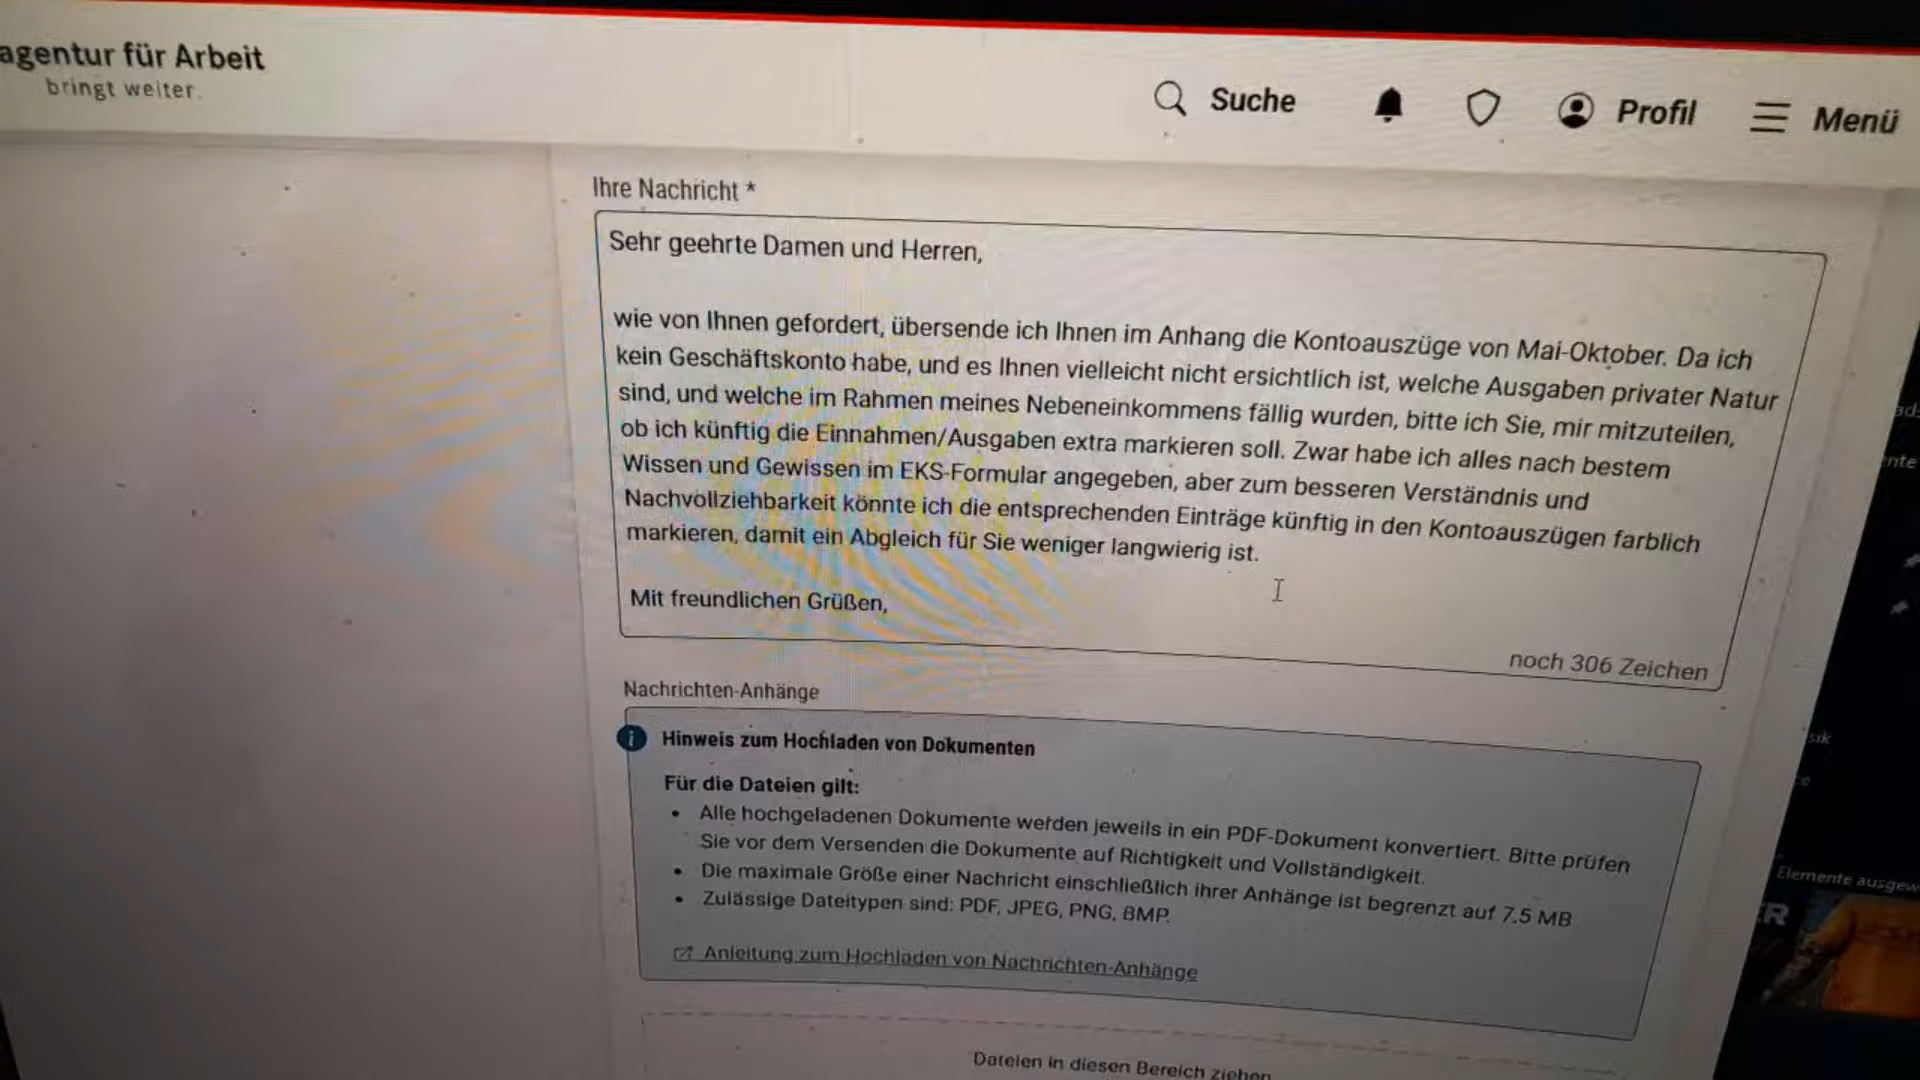 agentur für Arbeit
bringt weiter.
Suche
Profil
Menü
Ihre Nachricht *
Sehr geehrte Damen und Herren,
wie von Ihnen gefordert, übersende ich Ihnen im Anhang die Kontoauszüge von Mai-Oktober. Da ich
kein Geschäftskonto habe, und es Ihnen vielleicht nicht ersichtlich ist, welche Ausgaben privater Natur
sind, und welche im Rahmen meines Nebeneinkommens fällig wurden, bitte ich Sie, mir mitzuteilen,
ob ich künftig die Einnahmen/Ausgaben extra markieren soll. Zwar habe ich alles nach bestem
Wissen und Gewissen im EKS-Formular angegeben, aber zum besseren Verständnis und
Nachvollziehbarkeit könnte ich die entsprechenden Einträge künftig in den Kontoauszügen farblich
markieren, damit ein Abgleich für Sie weniger langwierig ist.
Mit freundlichen Grüßen,
noch 306 Zeichen
Nachrichten-Anhänge
Hinweis zum Hochladen von Dokumenten
Für die Dateien gilt:
• Alle hochgeladenen Dokumente werden jeweils in ein PDF-Dokument konvertiert. Bitte prüfen
Sie vor dem Versenden die Dokumente auf Richtigkeit und Vollständigkeit.
• Die maximale Größe einer Nachricht einschließlich ihrer Anhänge ist begrenzt auf 7.5 MB
• Zulässige Dateitypen sind: PDF, JPEG, PNG, BMP.
Anleitung zum Hochladen von Nachrichten-Anhänge
Dateien in diesen Bereich ziehen
Elemente ausgew